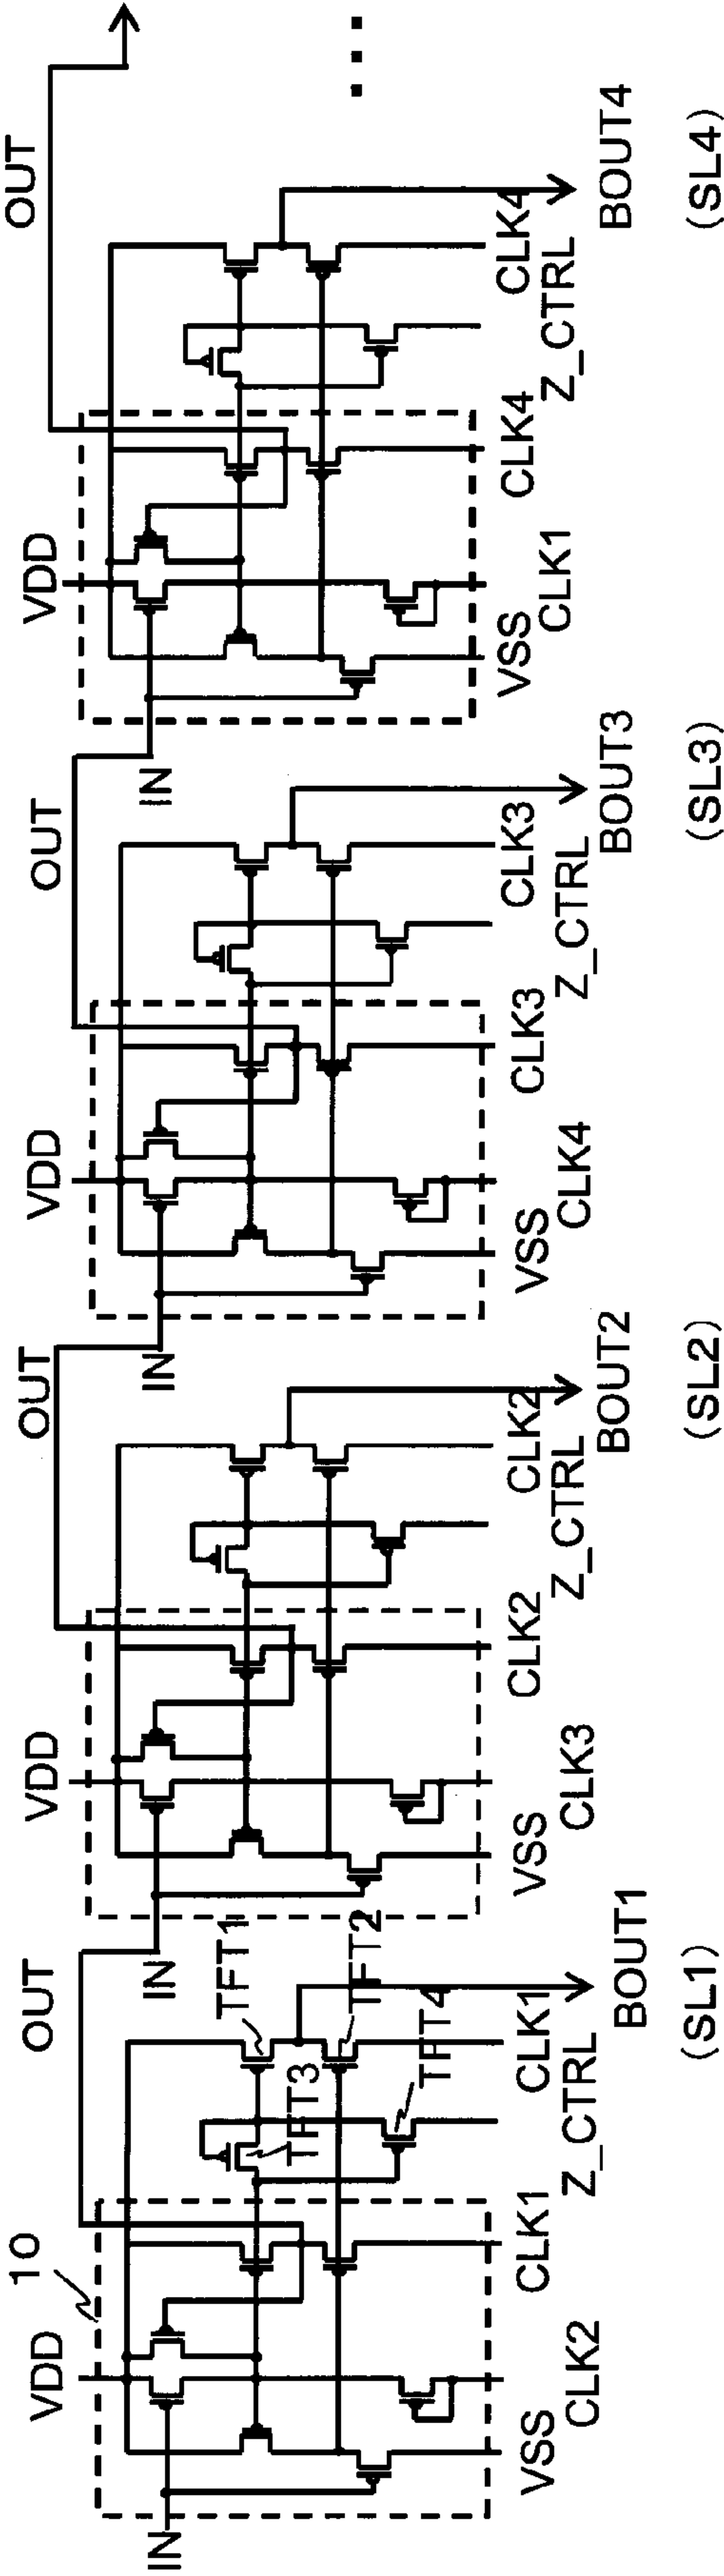 10
IN
VDD
OUT
TFT1
TFT3
TFT2
TFT4
VSS
CLK2
CLK1
Z_CTRL
CLK1
BOUT1
(SL1)
IN
VDD
OUT
VSS
CLK3
CLK2
Z_CTRL
CLK2
BOUT2
(SL2)
IN
VDD
OUT
VSS
CLK4
CLK3
Z_CTRL
CLK3
BOUT3
(SL3)
IN
VDD
OUT
VSS
CLK1
CLK4
Z_CTRL
CLK4
BOUT4
(SL4)